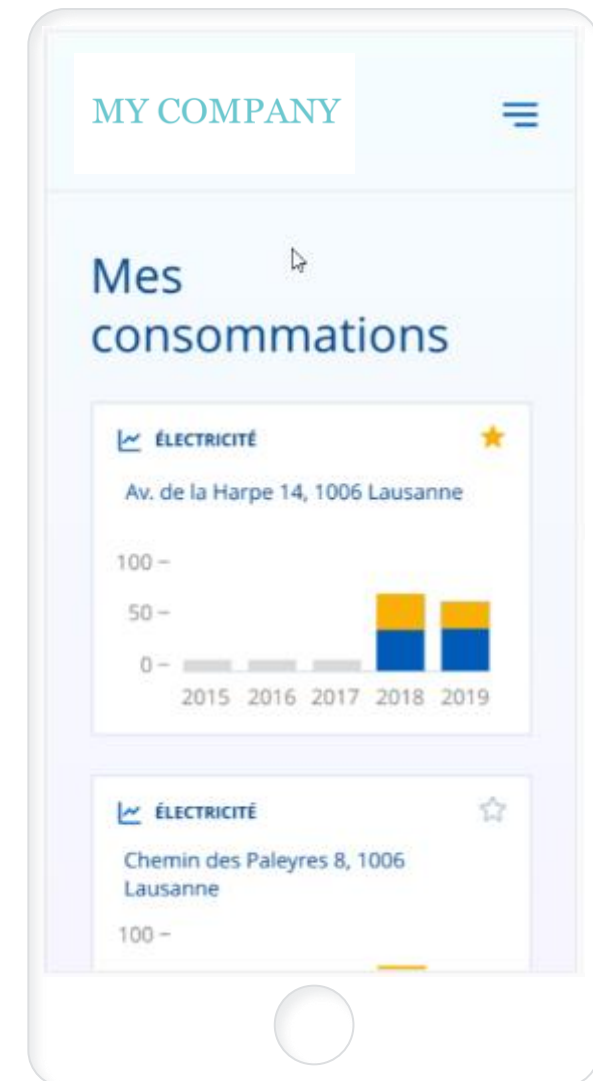 MY COMPANY
Mes
consommations
ÉLECTRICITÉ
Av. de la Harpe 14, 1006 Lausanne
100
50
0
2015 2016 2017 2018 2019
ÉLECTRICITÉ
Chemin des Paleyres 8, 1006
Lausanne
100